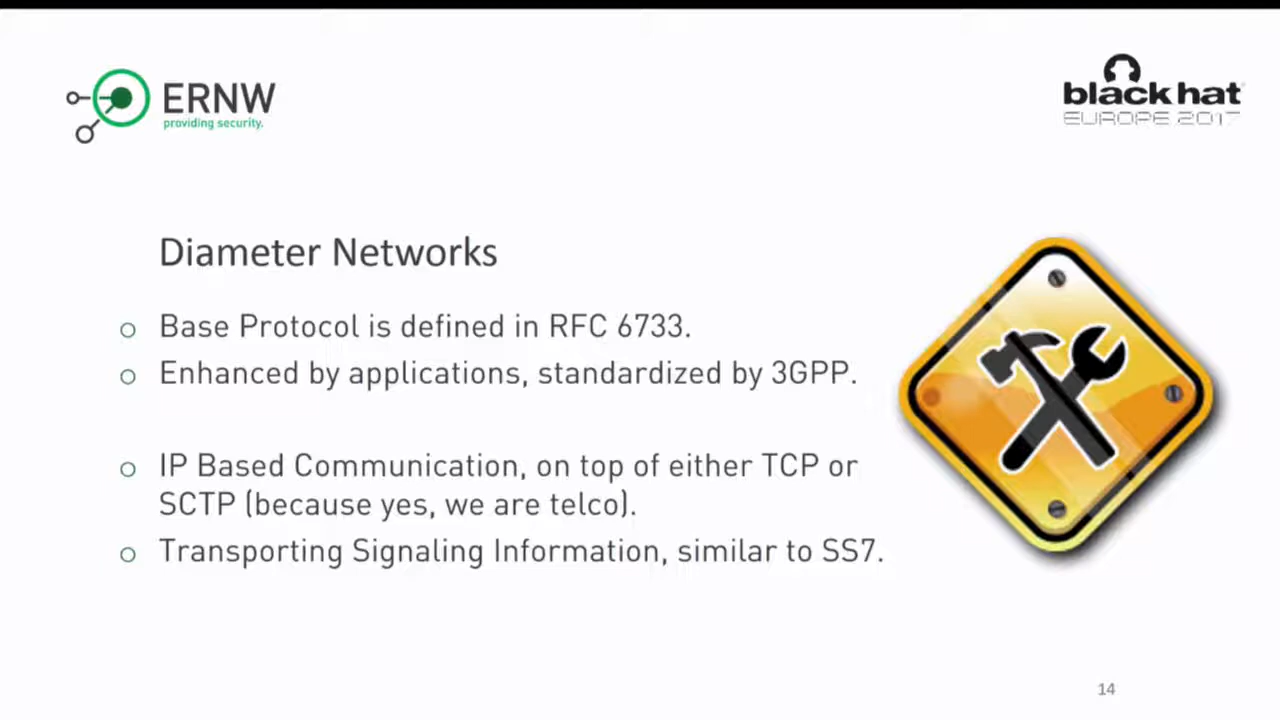 ERNW
providing security.
black hat
EUROPE 2017
Diameter Networks
Base Protocol is defined in RFC 6733.
Enhanced by applications, standardized by 3GPP.
IP Based Communication, on top of either TCP or
SCTP (because yes, we are telco).
Transporting Signaling Information, similar to SS7.
14